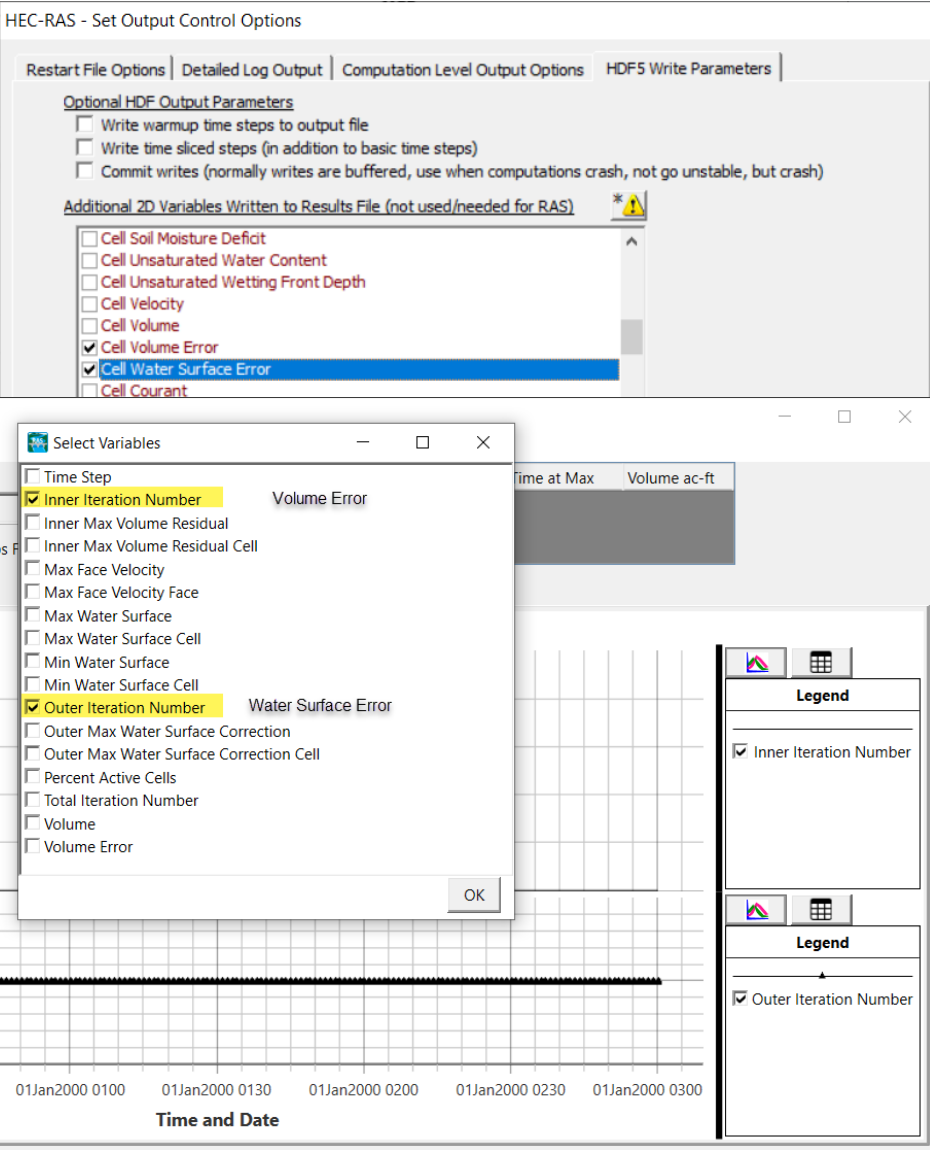 HEC-RAS - Set Output Control Options
Restart File Options Detailed Log Output Computation Level Output Options HDF5 Write Parameters
Optional HDF Output Parameters
Write warmup time steps to output file
Write time sliced steps (in addition to basic time steps)
Commit writes (normally writes are buffered, use when computations crash, not go unstable, but crash)
Additional 2D Variables Written to Results File (not used/needed for RAS) *
Cell Soil Moisture Deficit
Cell Unsaturated Water Content
Cell Unsaturated Wetting Front Depth
Cell Velocity
Cell Volume
Cell Volume Error
Cell Water Surface Error
Cell Courant
RAS Select Variables
Time at Max Volume ac-ft
Time Step
Inner Iteration Number Volume Error
Inner Max Volume Residual
Inner Max Volume Residual Cell
Max Face Velocity
Max Face Velocity Face
Max Water Surface
Max Water Surface Cell
Min Water Surface
Min Water Surface Cell
Outer Iteration Number Water Surface Error
Outer Max Water Surface Correction
Outer Max Water Surface Correction Cell
Percent Active Cells
Total Iteration Number
Volume
Volume Error
OK
Legend
Inner Iteration Number
Legend
Outer Iteration Number
01Jan2000 0100 01Jan2000 0130 01Jan2000 0200 01Jan2000 0230 01Jan2000 0300
Time and Date